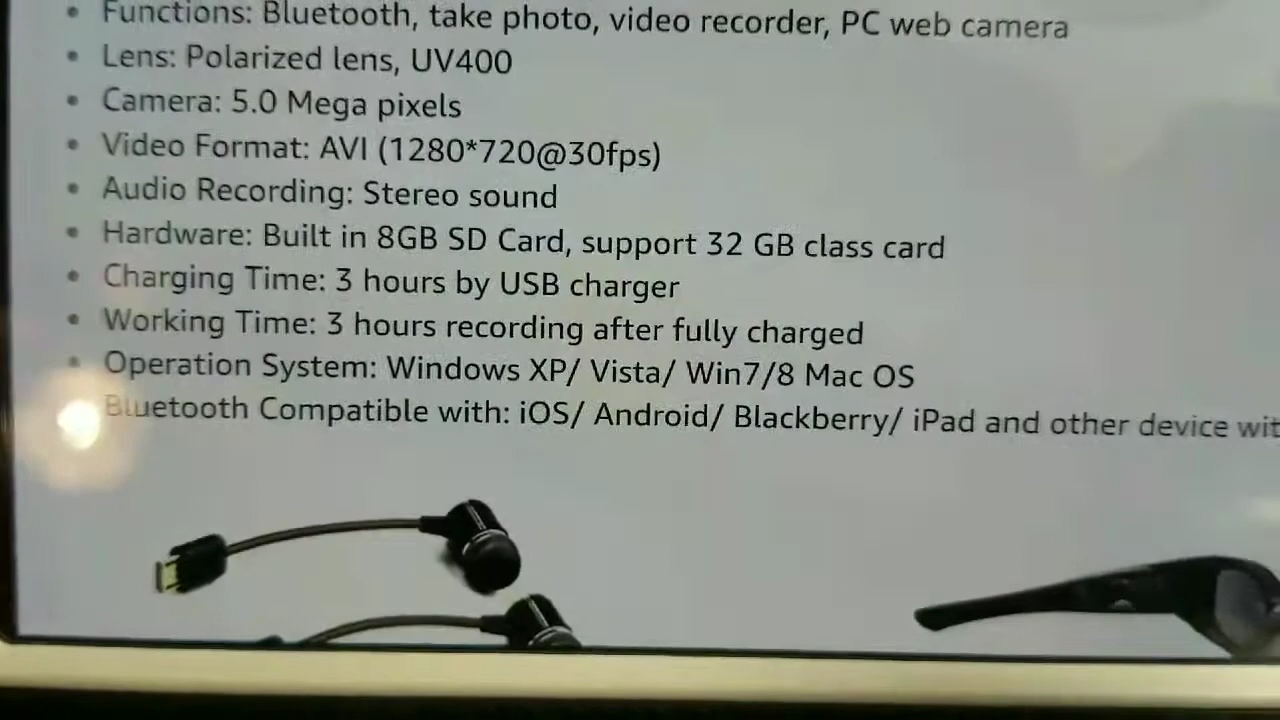 Functions: Bluetooth, take photo, video recorder, PC web camera
Lens: Polarized lens, UV400
Camera: 5.0 Mega pixels
Video Format: AVI (1280*720@30fps)
Audio Recording: Stereo sound
Hardware: Built in 8GB SD Card, support 32 GB class card
Charging Time: 3 hours by USB charger
Working Time: 3 hours recording after fully charged
Operation System: Windows XP/ Vista/ Win7/8 Mac OS
Bluetooth Compatible with: iOS/ Android/ Blackberry/ iPad and other device wit